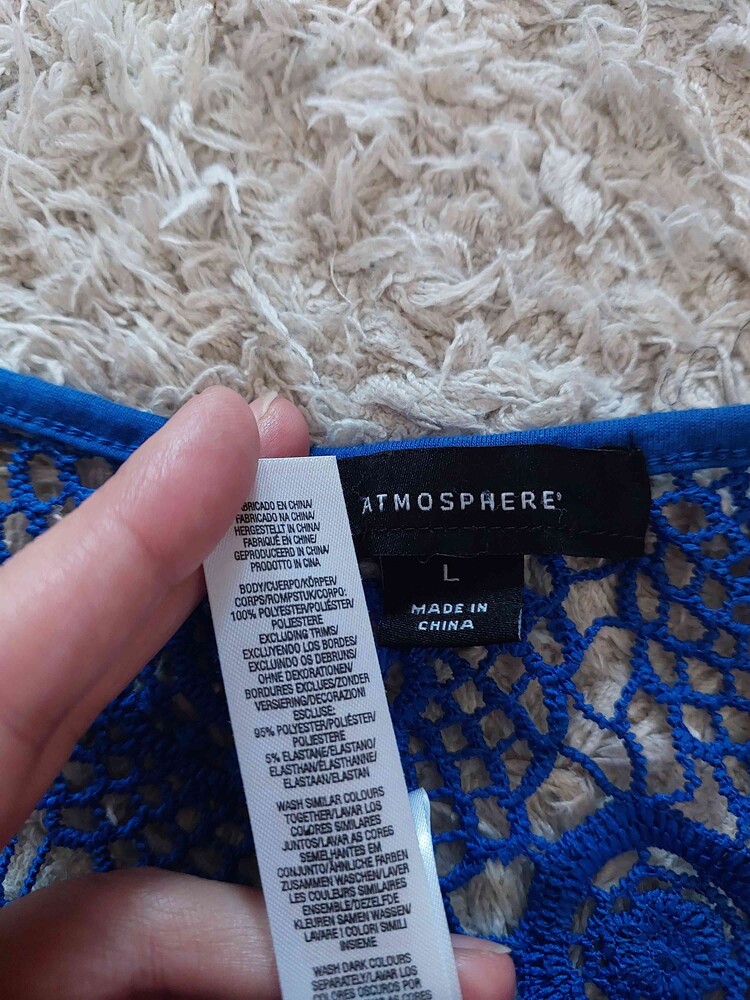 ATMOSPHERE
L
MADE IN
CHINA
FABRICADO NA CHINA/
HERGESTELLT IN CHINA/
FABRIQUÉ EN CHINE/
GEPRODUCEERD IN CHINA/
PRODOTTO IN CINA
BODY/CUERPO/KÖRPER/
CORPS/ROMPSTUK/CORPO:
100% POLYESTER/POLIÉSTER/
POLIESTERE
EXCLUDING TRIMS/
EXCLUYENDO LOS BORDES/
EXCLUINDO OS DEBRUNS/
OHNE DEKORATIONEN/
BORDURES EXCLUES/ZONDER
VERSIERING/DECORAZIONI
ESCLUSE:
95% POLYESTER/POLIÉSTER/
POLIESTERE
5% ELASTANE/ELASTANO/
ELASTHAN/ÉLASTHANNE/
ELASTAAN/ELASTAN
WASH SIMILAR COLOURS
TOGETHER/LAVAR LOS
COLORES SIMILARES
JUNTOS/LAVAR AS CORES
SEMELHANTES EM
CONJUNTO/ÄHNLICHE FARBEN
ZUSAMMEN WASCHEN/LAVER
LES COULEURS SIMILAIRES
ENSEMBLE/DEZELFDE
KLEUREN SAMEN WASSEN/
LAVARE I COLORI SIMILI
INSIEME
WASH DARK COLOURS
SEPARATELY/LAVAR LOS
COLORES OSCUROS POR